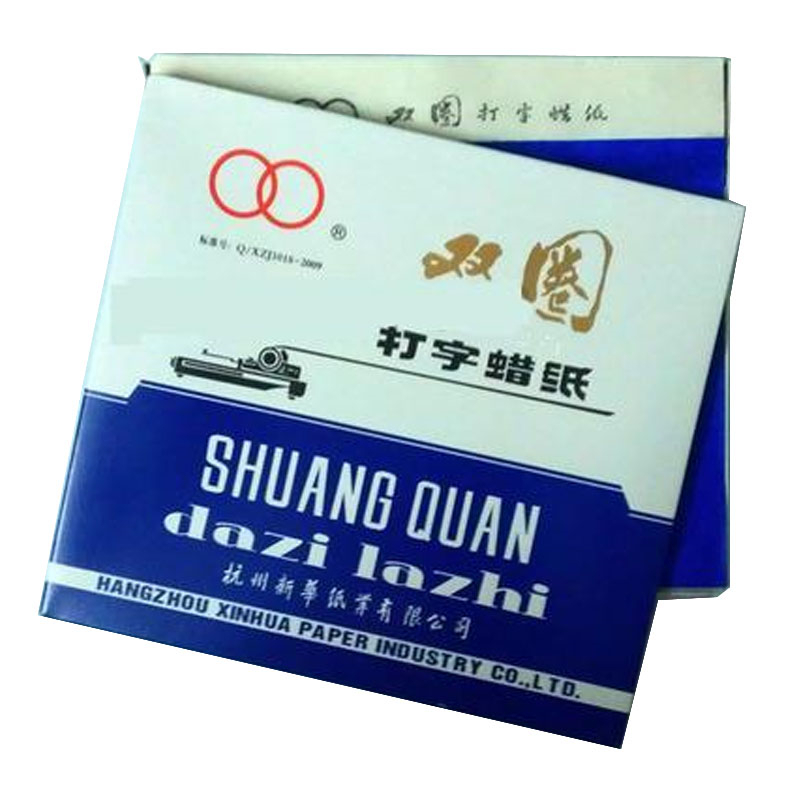 双圈打字蜡纸
®
标准号：Q/XZJ1018-2009
双圈
打字蜡纸
SHUANG QUAN
dazi lazhi
杭州新华纸业有限公司
HANGZHOU XINHUA PAPER INDUSTRY CO.,LTD.